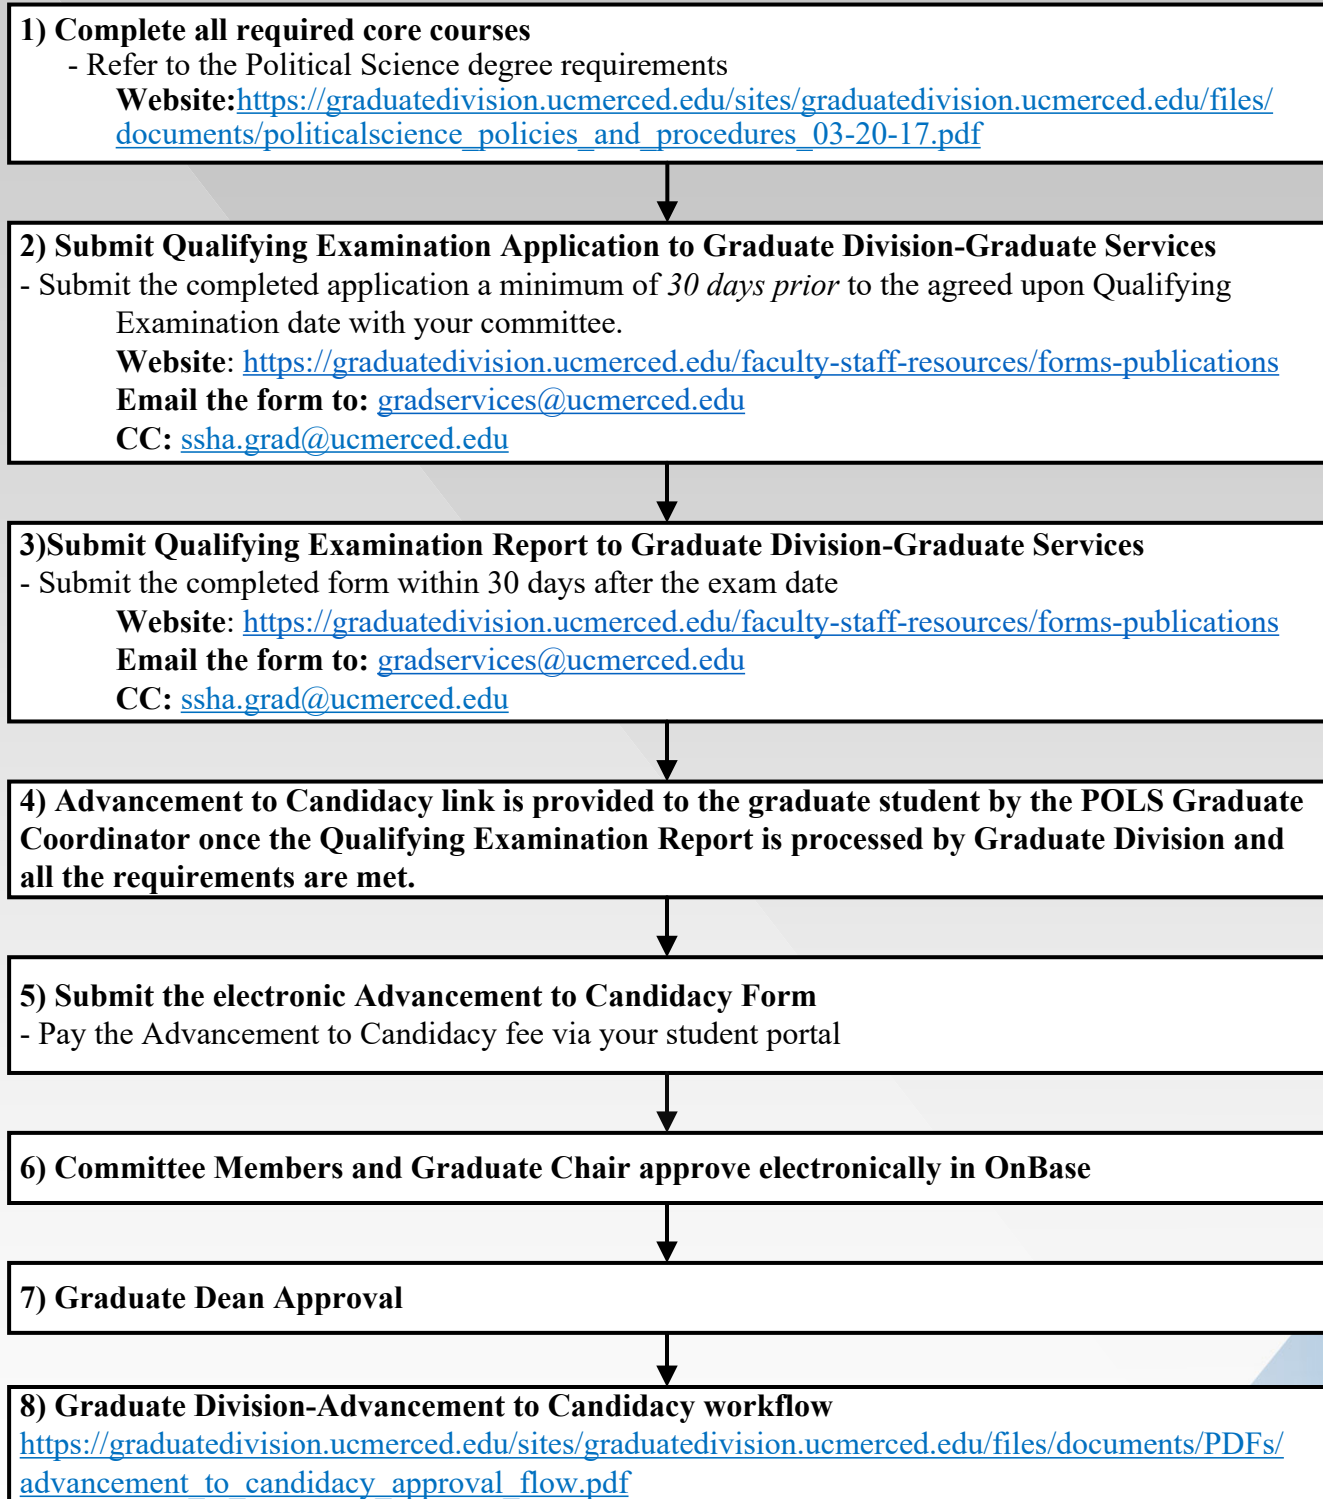 1) Complete all required core courses
- Refer to the Political Science degree requirements
Website:https://graduatedivision.ucmerced.edu/sites/graduatedivision.ucmerced.edu/files/
documents/politicalscience_policies_and_procedures_03-20-17.pdf
2) Submit Qualifying Examination Application to Graduate Division-Graduate Services
- Submit the completed application a minimum of 30 days prior to the agreed upon Qualifying
Examination date with your committee.
Website: https://graduatedivision.ucmerced.edu/faculty-staff-resources/forms-publications
Email the form to: gradservices@ucmerced.edu
CC: ssha.grad@ucmerced.edu
3)Submit Qualifying Examination Report to Graduate Division-Graduate Services
- Submit the completed form within 30 days after the exam date
Website: https://graduatedivision.ucmerced.edu/faculty-staff-resources/forms-publications
Email the form to: gradservices@ucmerced.edu
CC: ssha.grad@ucmerced.edu
4) Advancement to Candidacy link is provided to the graduate student by the POLS Graduate
Coordinator once the Qualifying Examination Report is processed by Graduate Division and
all the requirements are met.
5) Submit the electronic Advancement to Candidacy Form
- Pay the Advancement to Candidacy fee via your student portal
6) Committee Members and Graduate Chair approve electronically in OnBase
7) Graduate Dean Approval
8) Graduate Division-Advancement to Candidacy workflow
https://graduatedivision.ucmerced.edu/sites/graduatedivision.ucmerced.edu/files/documents/PDFs/
advancement_to_candidacy_approval_flow.pdf